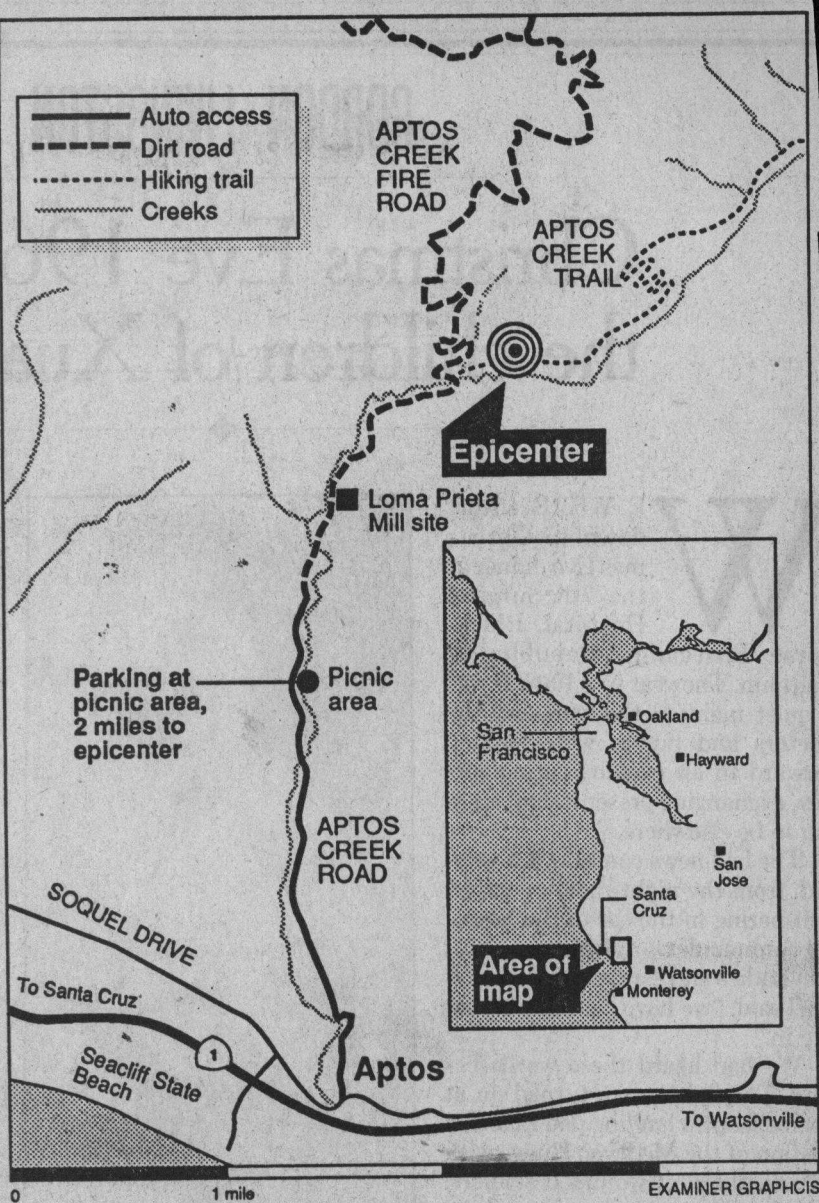 Auto access
Dirt road
Hiking trail
Creeks
APTOS
CREEK
FIRE
ROAD
APTOS
CREEK
TRAIL
Epicenter
Loma Prieta
Mill site
Parking at
picnic area,
2 miles to
epicenter
Picnic
area
APTOS
CREEK
ROAD
San
Francisco
Oakland
Hayward
San
Jose
Santa
Cruz
Area of
map
Watsonville
Monterey
SOQUEL DRIVE
To Santa Cruz
1
Seacliff State
Beach
Aptos
To Watsonville
0
1 mile
EXAMINER GRAPHCIS